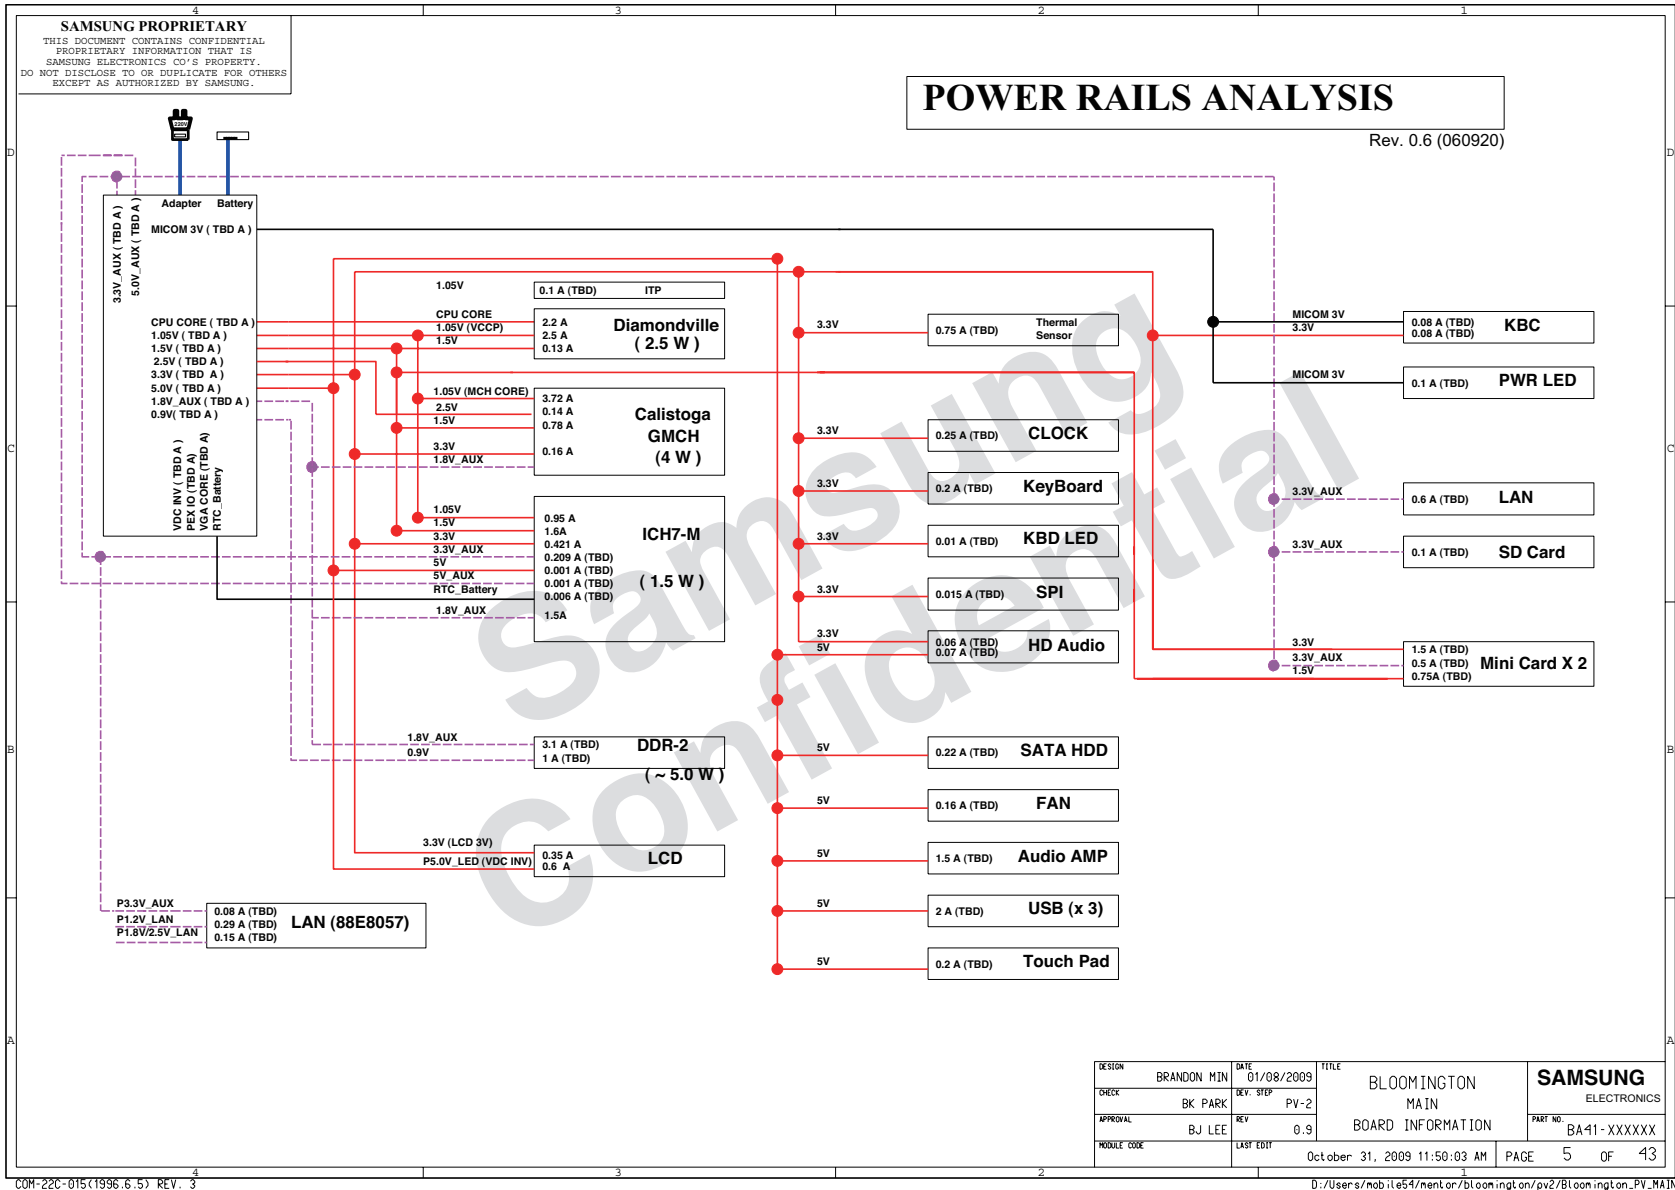 4 3 2 1
SAMSUNG PROPRIETARY
THIS DOCUMENT CONTAINS CONFIDENTIAL
PROPRIETARY INFORMATION THAT IS
SAMSUNG ELECTRONICS CO'S PROPERTY.
DO NOT DISCLOSE TO OR DUPLICATE FOR OTHERS
EXCEPT AS AUTHORIZED BY SAMSUNG.
POWER RAILS ANALYSIS
Rev. 0.6 (060920)
D D
220V
Adapter Battery
3.3V_AUX ( TBD A )
5.0V_AUX ( TBD A )
MICOM 3V ( TBD A )
CPU CORE ( TBD A )
1.05V ( TBD A )
1.5V ( TBD A )
2.5V ( TBD A )
3.3V ( TBD A )
5.0V ( TBD A )
1.8V_AUX ( TBD A )
0.9V( TBD A )
VDC INV ( TBD A )
PEX IO ( TBD A)
VGA CORE (TBD A)
RTC_Battery
1.05V
0.1 A (TBD) ITP
CPU CORE
1.05V (VCCP)
1.5V
2.2 A
2.5 A
0.13 A
Diamondville
( 2.5 W )
1.05V (MCH CORE)
2.5V
1.5V
3.3V
1.8V_AUX
3.72 A
0.14 A
0.78 A
0.16 A
Calistoga
GMCH
(4 W )
C C
1.05V
1.5V
3.3V
3.3V_AUX
5V
5V_AUX
RTC_Battery
1.8V_AUX
0.95 A
1.6A
0.421 A
0.209 A (TBD)
0.001 A (TBD)
0.001 A (TBD)
0.006 A (TBD)
1.5A
ICH7-M
( 1.5 W )
1.8V_AUX
0.9V
3.1 A (TBD)
1 A (TBD)
DDR-2
( ~ 5.0 W )
B B
3.3V (LCD 3V)
P5.0V_LED (VDC INV)
0.35 A
0.6 A
LCD
P3.3V_AUX
P1.2V_LAN
P1.8V/2.5V_LAN
0.08 A (TBD)
0.29 A (TBD)
0.15 A (TBD)
LAN (88E8057)
3.3V
0.75 A (TBD)
Thermal
Sensor
3.3V
0.25 A (TBD) CLOCK
3.3V
0.2 A (TBD) KeyBoard
3.3V
0.01 A (TBD) KBD LED
3.3V
0.015 A (TBD) SPI
3.3V
5V
0.06 A (TBD)
0.07 A (TBD)
HD Audio
5V
0.22 A (TBD) SATA HDD
5V
0.16 A (TBD) FAN
5V
1.5 A (TBD) Audio AMP
5V
2 A (TBD) USB (x 3)
5V
0.2 A (TBD) Touch Pad
MICOM 3V
3.3V
0.08 A (TBD)
0.08 A (TBD)
KBC
MICOM 3V
0.1 A (TBD) PWR LED
3.3V_AUX
0.6 A (TBD) LAN
3.3V_AUX
0.1 A (TBD) SD Card
3.3V
3.3V_AUX
1.5V
1.5 A (TBD)
0.5 A (TBD)
0.75A (TBD)
Mini Card X 2
Samsung
Confidential
A A
DESIGN BRANDON MIN
DATE 01/08/2009
CHECK BK PARK
DEV. STEP PV-2
APPROVAL BJ LEE
REV 0.9
MODULE CODE
LAST EDIT October 31, 2009 11:50:03 AM
TITLE
BLOOMINGTON
MAIN
BOARD INFORMATION
SAMSUNG
ELECTRONICS
PART NO. BA41-XXXXXX
PAGE 5 OF 43
4 3 2 1
COM-22C-015(1996.6.5) REV. 3
D:/Users/mobile54/mentor/bloomington/pv2/Bloomington_PV_MAIN